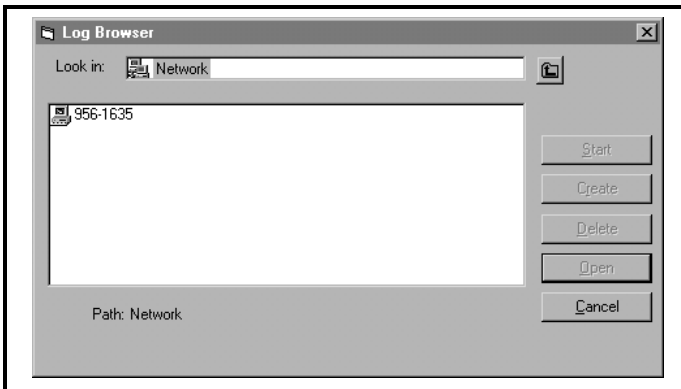 Log Browser
Look in: Network
956-1635
Start
Create
Delete
Open
Cancel
Path: Network